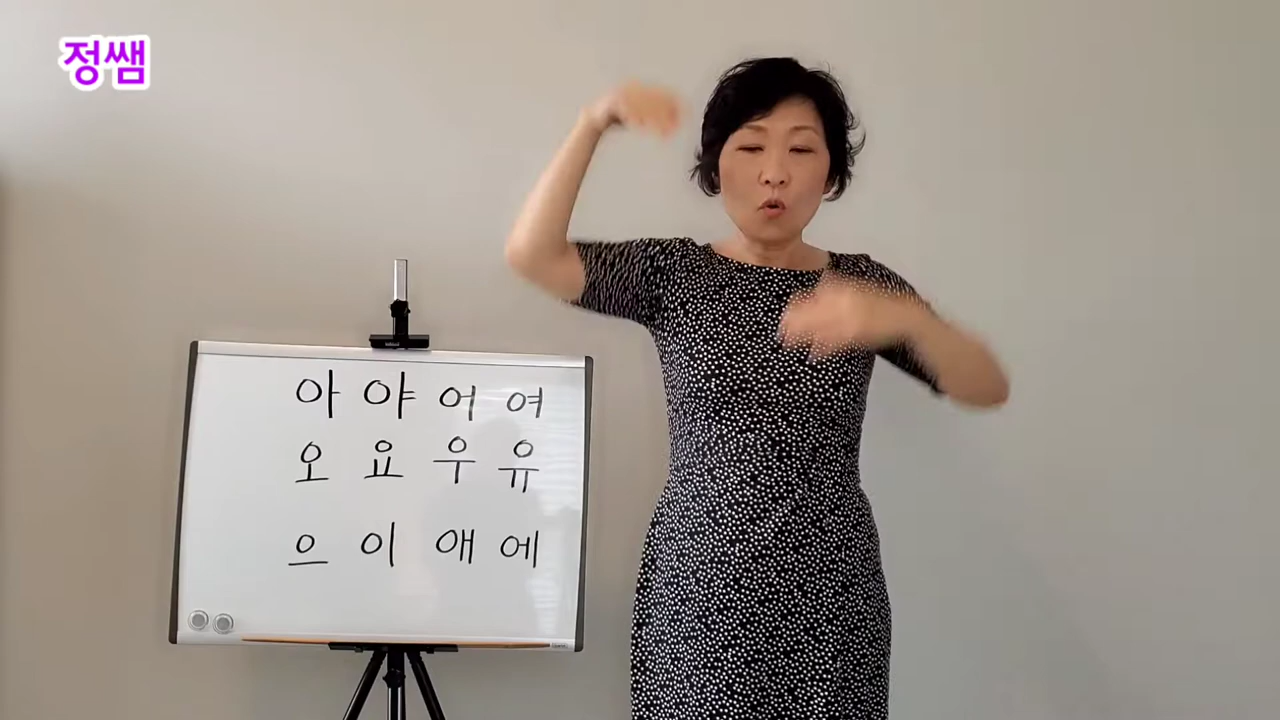 정쌤
아 야 어 여
오 요 우 유
으 이 애 에